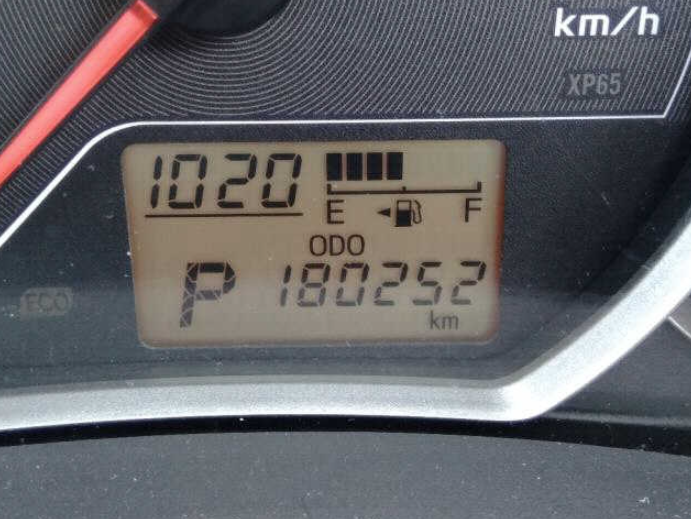 km/h
XP65
1020
E F
ODO
P 180252
km
ECO